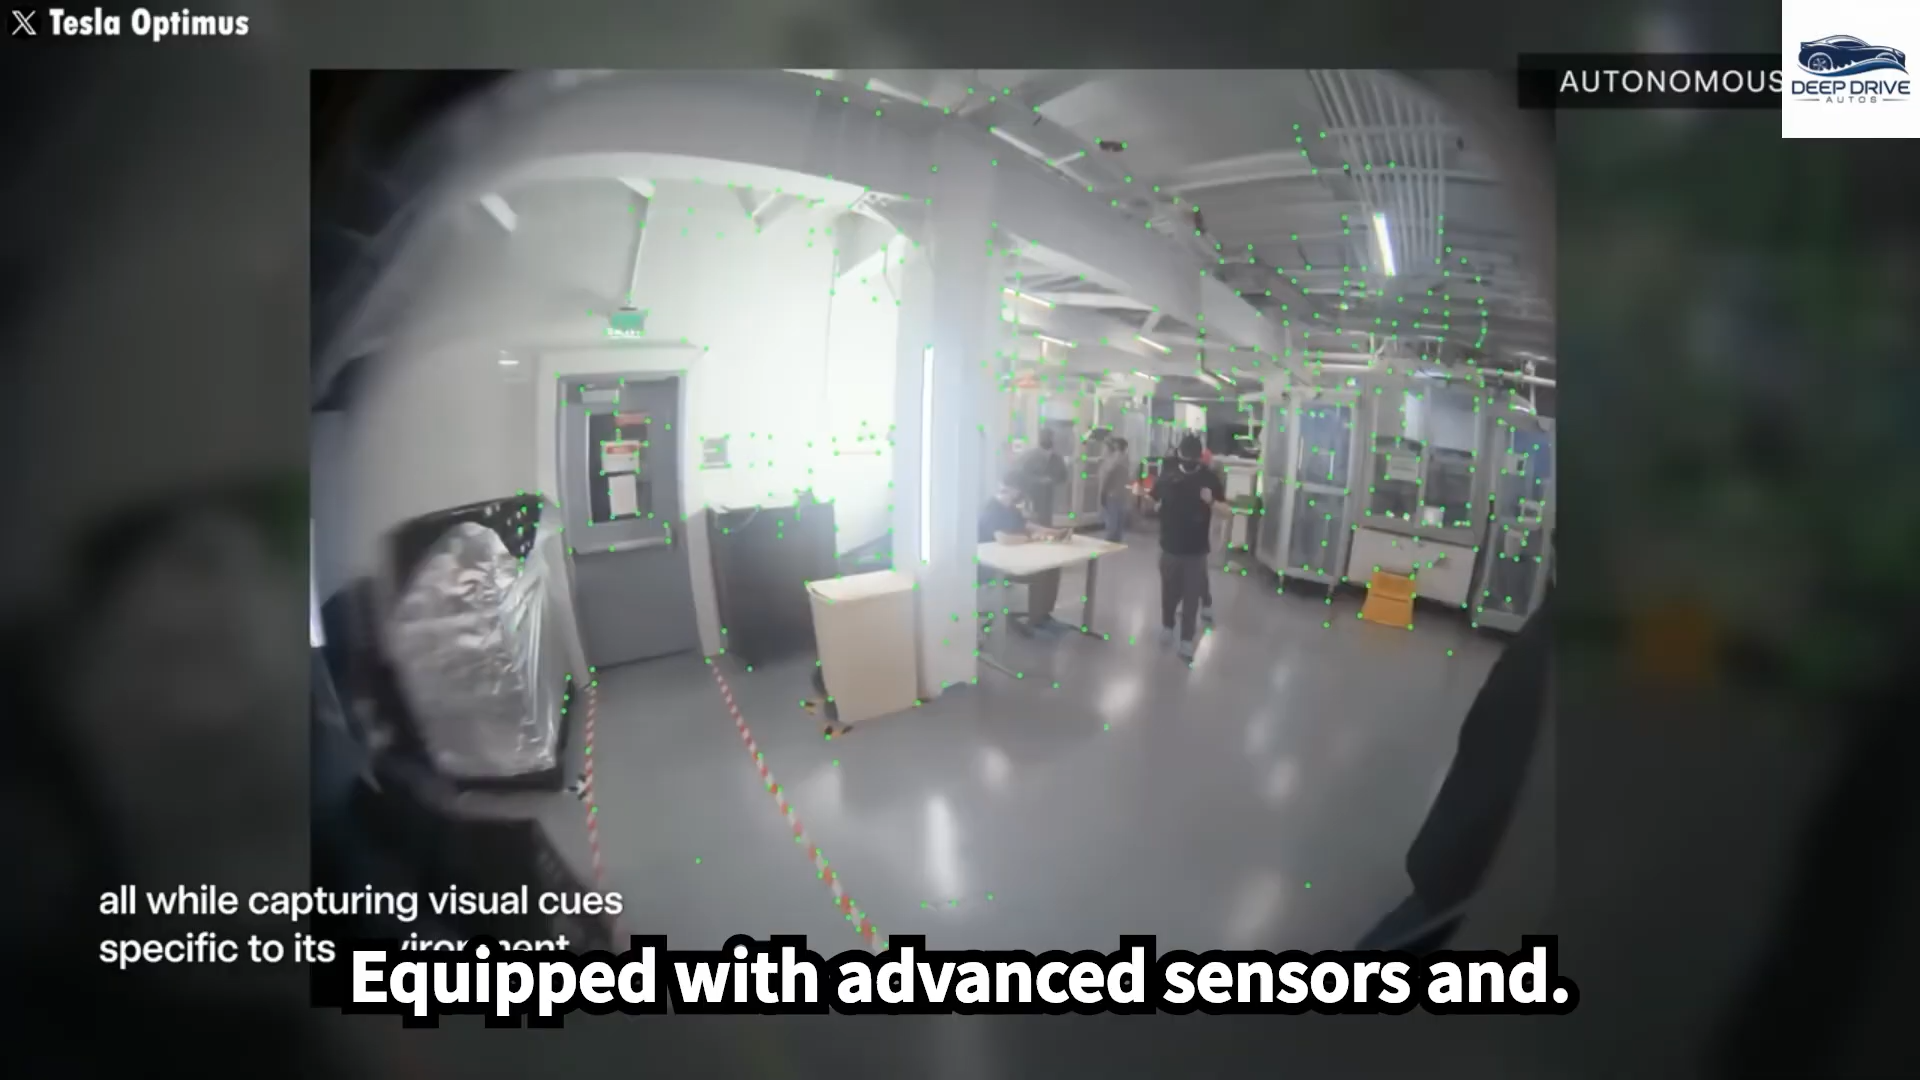 X Tesla Optimus
AUTONOMOUS
DEEP DRIVE
AUTOS
all while capturing visual cues
specific to its environment
Equipped with advanced sensors and.